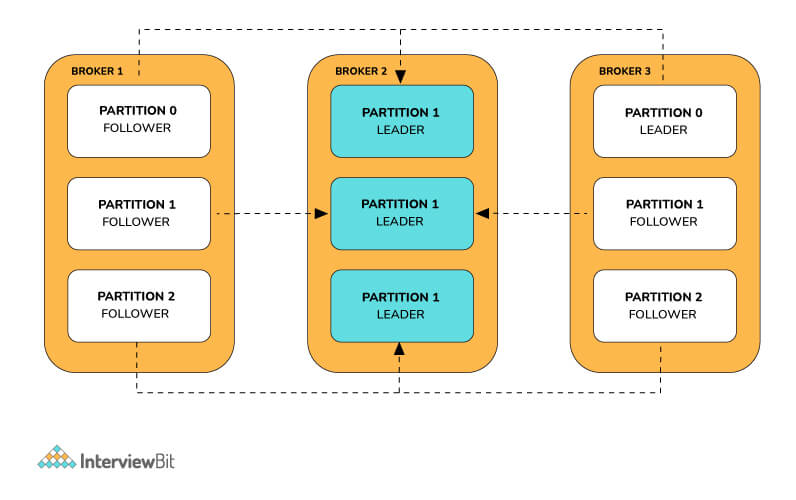 BROKER 1
PARTITION 0
FOLLOWER
PARTITION 1
FOLLOWER
PARTITION 2
FOLLOWER
BROKER 2
PARTITION 1
LEADER
PARTITION 1
LEADER
PARTITION 1
LEADER
BROKER 3
PARTITION 0
LEADER
PARTITION 1
FOLLOWER
PARTITION 2
FOLLOWER
InterviewBit